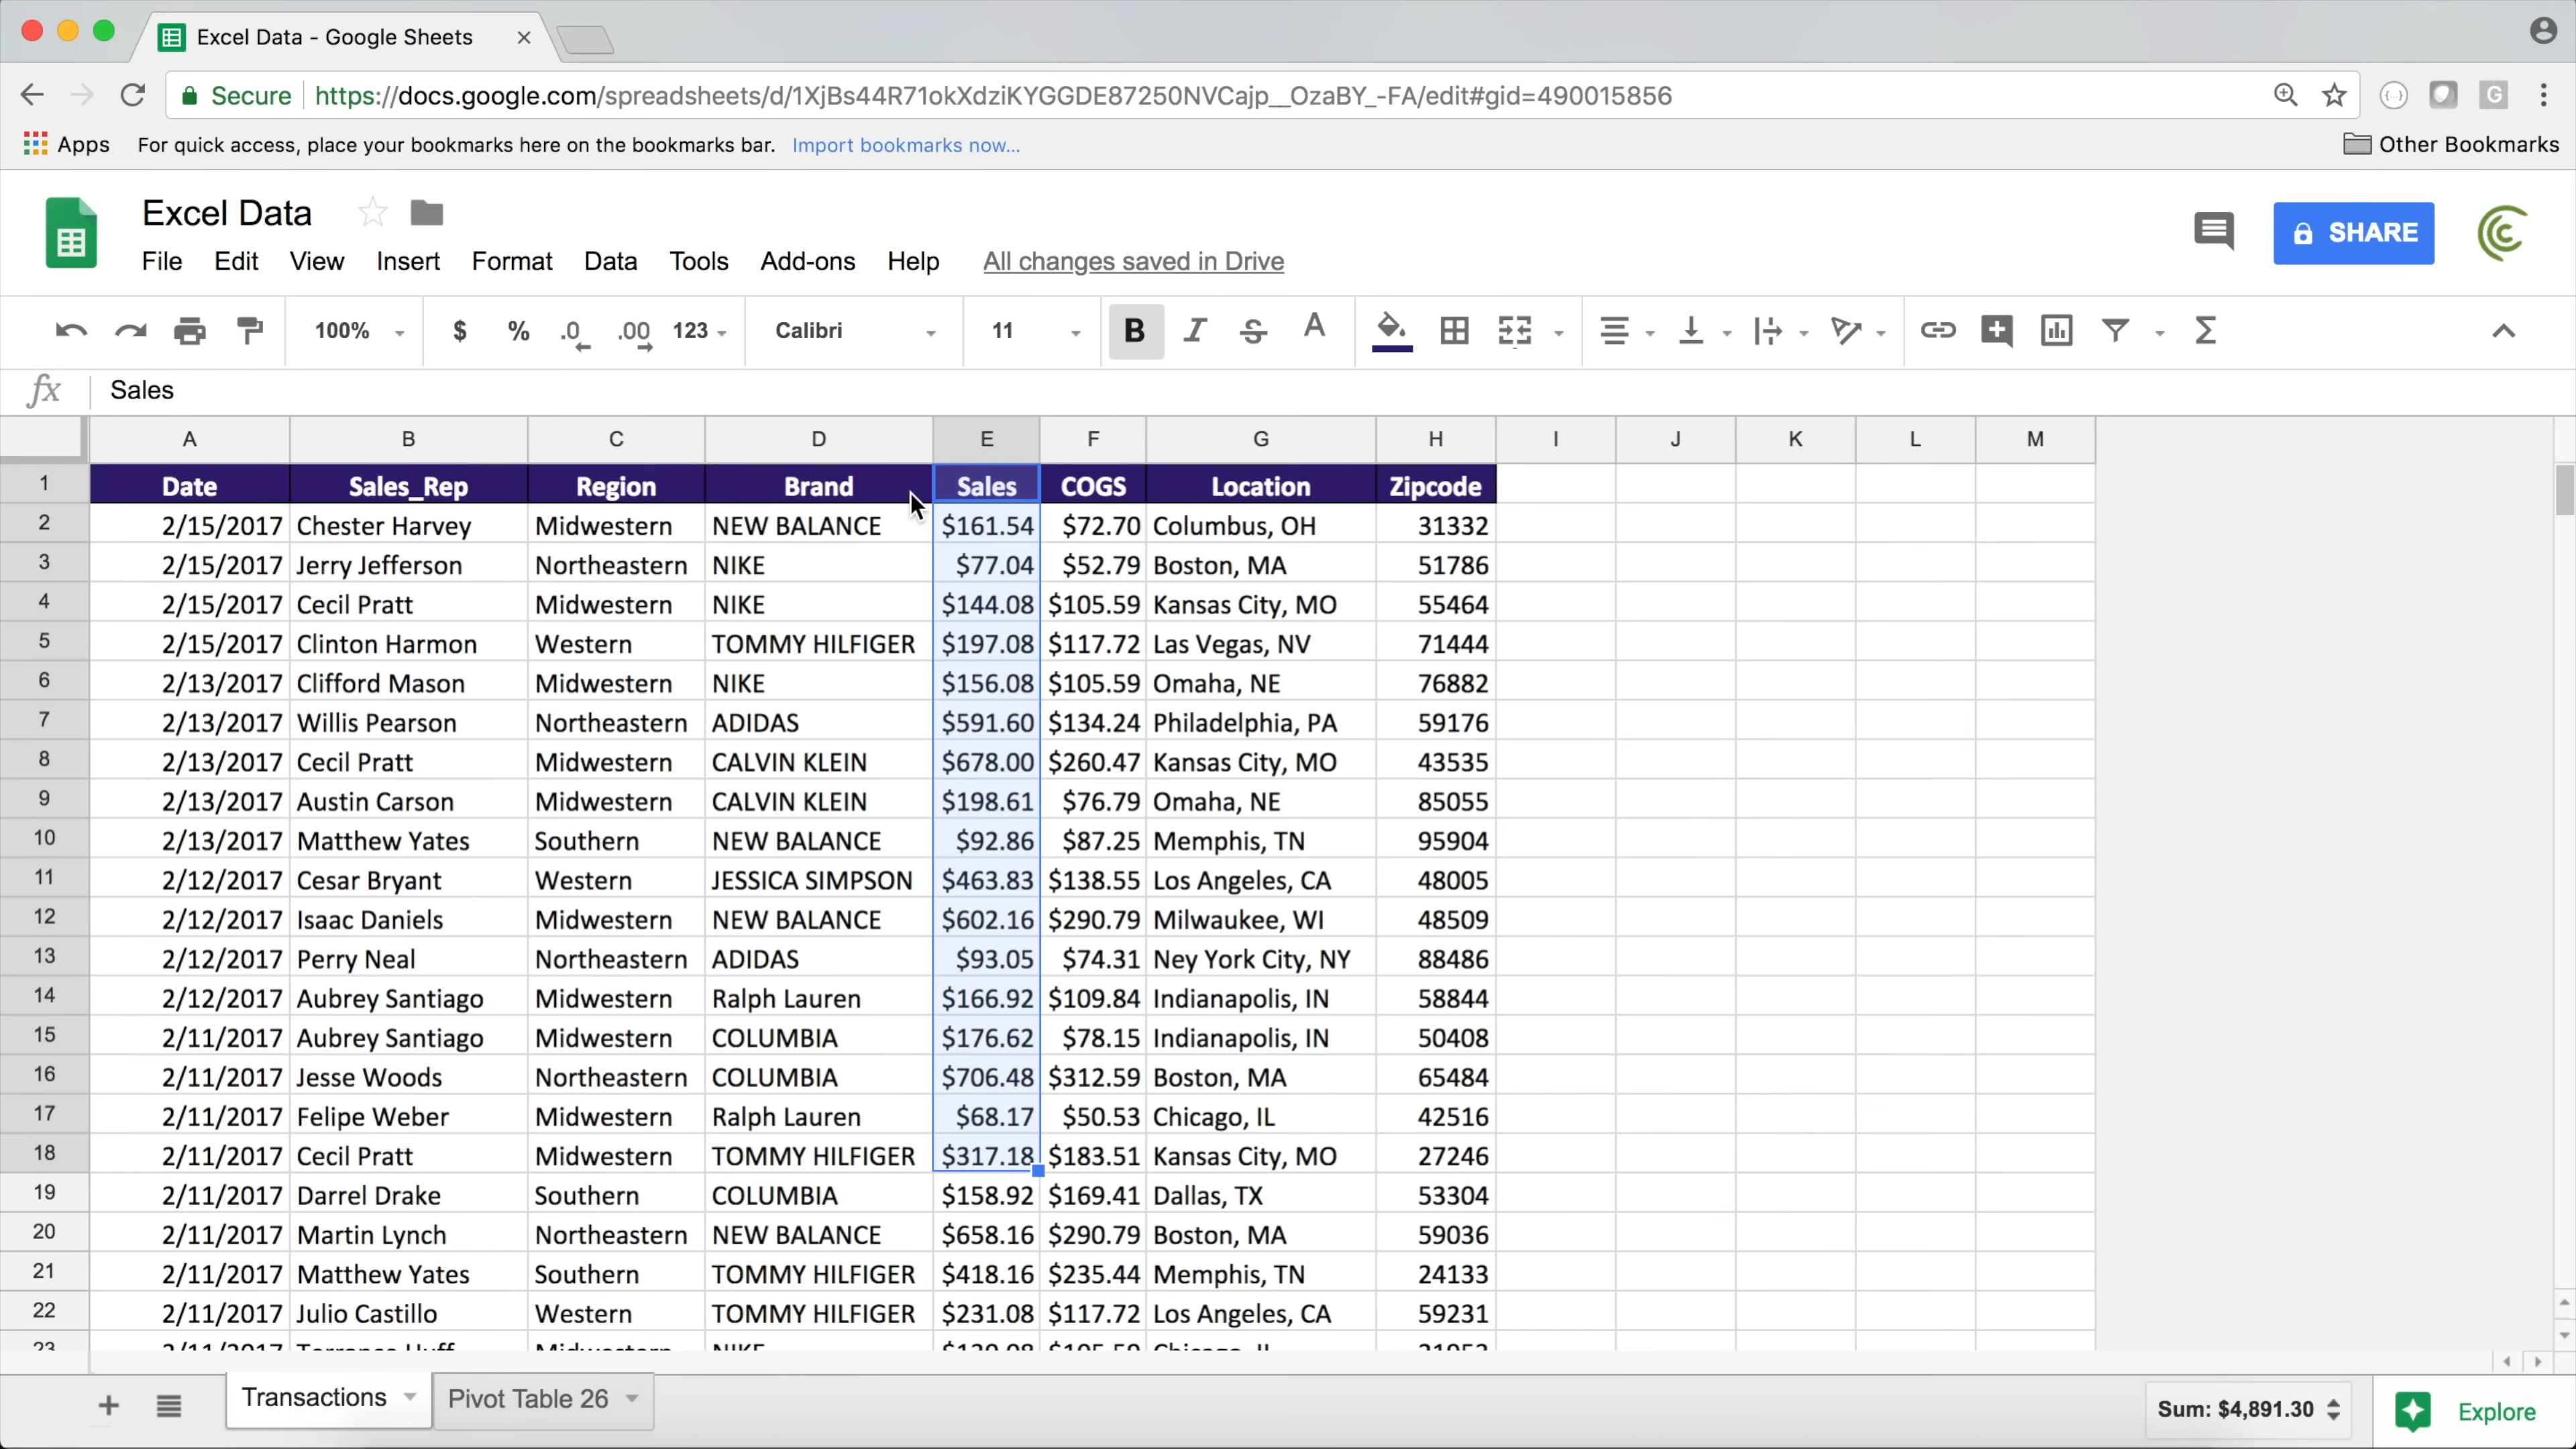 Excel Data - Google Sheets
Secure https://docs.google.com/spreadsheets/d/1XjBs44R71okXdziKYGGDE87250NVCajp__OzaBY_-FA/edit#gid=490015856
Apps For quick access, place your bookmarks here on the bookmarks bar. Import bookmarks now... Other Bookmarks
Excel Data
SHARE
File Edit View Insert Format Data Tools Add-ons Help All changes saved in Drive
100% $ % .0 .00 123 Calibri 11 B I S A
fx Sales
A B C D E F G H I J K L M
1 Date Sales_Rep Region Brand Sales COGS Location Zipcode
2 2/15/2017 Chester Harvey Midwestern NEW BALANCE $161.54 $72.70 Columbus, OH 31332
3 2/15/2017 Jerry Jefferson Northeastern NIKE $77.04 $52.79 Boston, MA 51786
4 2/15/2017 Cecil Pratt Midwestern NIKE $144.08 $105.59 Kansas City, MO 55464
5 2/15/2017 Clinton Harmon Western TOMMY HILFIGER $197.08 $117.72 Las Vegas, NV 71444
6 2/13/2017 Clifford Mason Midwestern NIKE $156.08 $105.59 Omaha, NE 76882
7 2/13/2017 Willis Pearson Northeastern ADIDAS $591.60 $134.24 Philadelphia, PA 59176
8 2/13/2017 Cecil Pratt Midwestern CALVIN KLEIN $678.00 $260.47 Kansas City, MO 43535
9 2/13/2017 Austin Carson Midwestern CALVIN KLEIN $198.61 $76.79 Omaha, NE 85055
10 2/13/2017 Matthew Yates Southern NEW BALANCE $92.86 $87.25 Memphis, TN 95904
11 2/12/2017 Cesar Bryant Western JESSICA SIMPSON $463.83 $138.55 Los Angeles, CA 48005
12 2/12/2017 Isaac Daniels Midwestern NEW BALANCE $602.16 $290.79 Milwaukee, WI 48509
13 2/12/2017 Perry Neal Northeastern ADIDAS $93.05 $74.31 Ney York City, NY 88486
14 2/12/2017 Aubrey Santiago Midwestern Ralph Lauren $166.92 $109.84 Indianapolis, IN 58844
15 2/11/2017 Aubrey Santiago Midwestern COLUMBIA $176.62 $78.15 Indianapolis, IN 50408
16 2/11/2017 Jesse Woods Northeastern COLUMBIA $706.48 $312.59 Boston, MA 65484
17 2/11/2017 Felipe Weber Midwestern Ralph Lauren $68.17 $50.53 Chicago, IL 42516
18 2/11/2017 Cecil Pratt Midwestern TOMMY HILFIGER $317.18 $183.51 Kansas City, MO 27246
19 2/11/2017 Darrel Drake Southern COLUMBIA $158.92 $169.41 Dallas, TX 53304
20 2/11/2017 Martin Lynch Northeastern NEW BALANCE $658.16 $290.79 Boston, MA 59036
21 2/11/2017 Matthew Yates Southern TOMMY HILFIGER $418.16 $235.44 Memphis, TN 24133
22 2/11/2017 Julio Castillo Western TOMMY HILFIGER $231.08 $117.72 Los Angeles, CA 59231
Transactions Pivot Table 26 Sum: $4,891.30 Explore